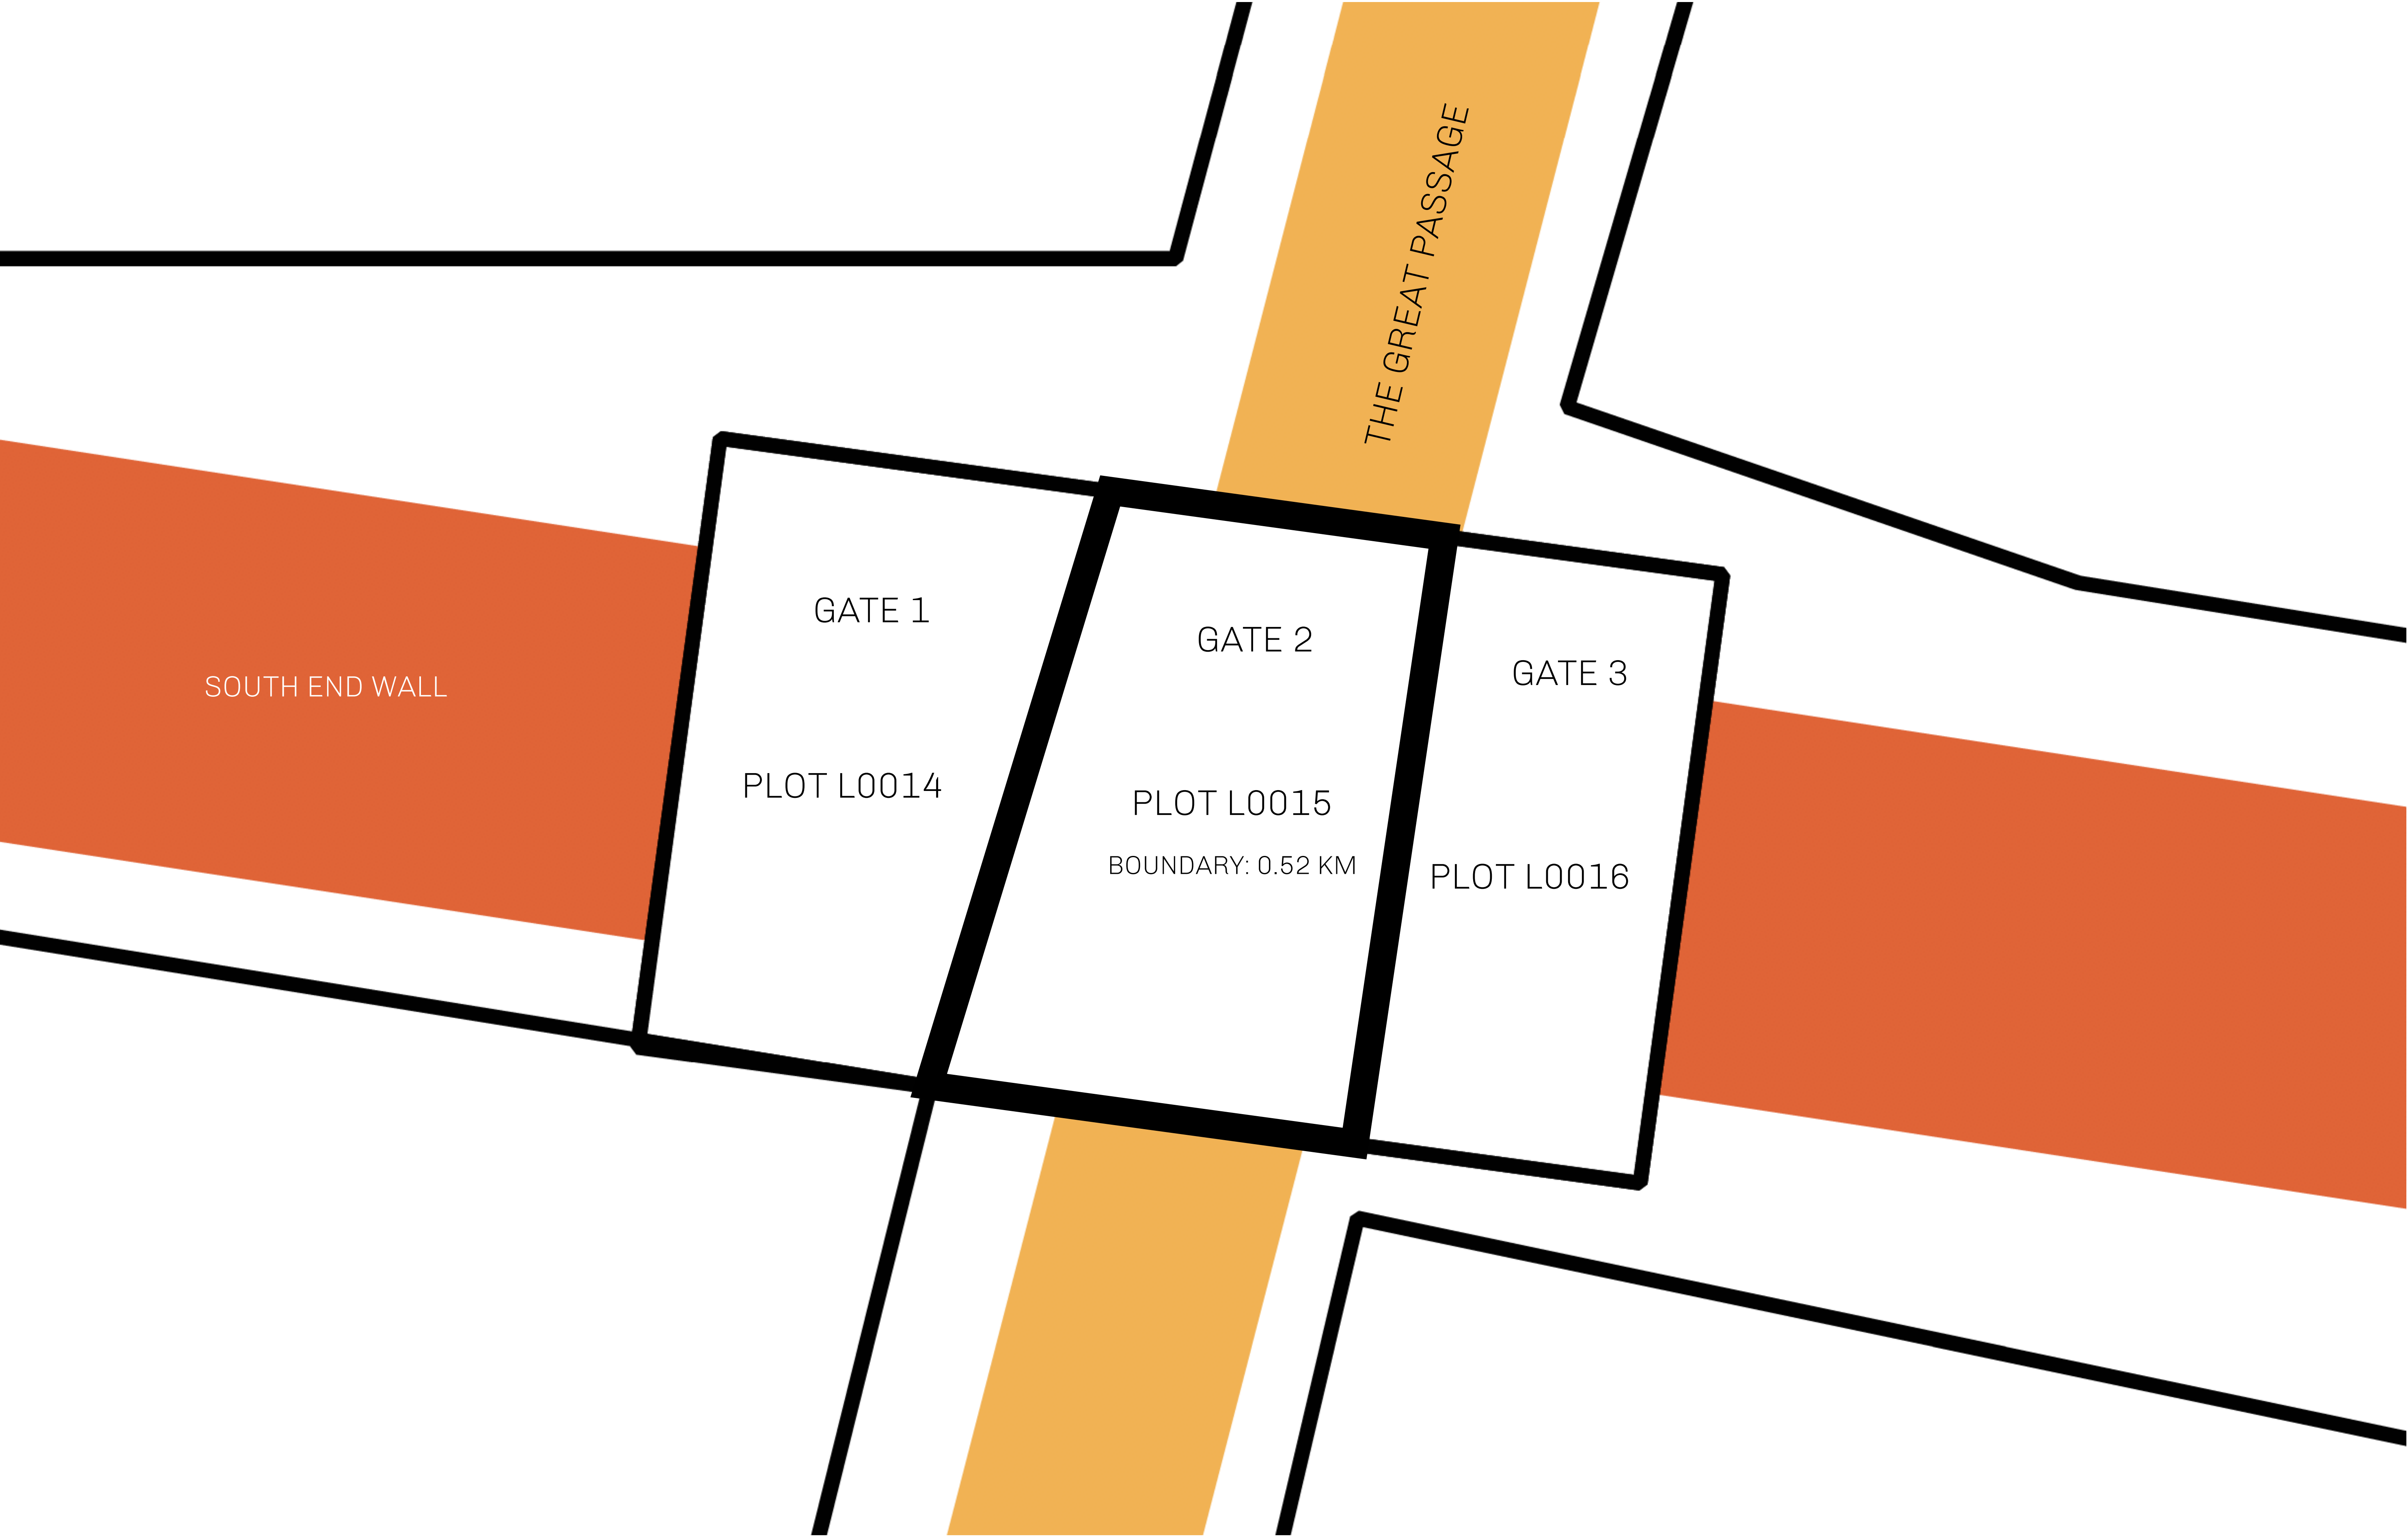 THE GREAT PASSAGE
GATE 1
GATE 2
GATE 3
SOUTH END WALL
PLOT L0014
PLOT L0015
BOUNDARY: 0.52 KM
PLOT L0016